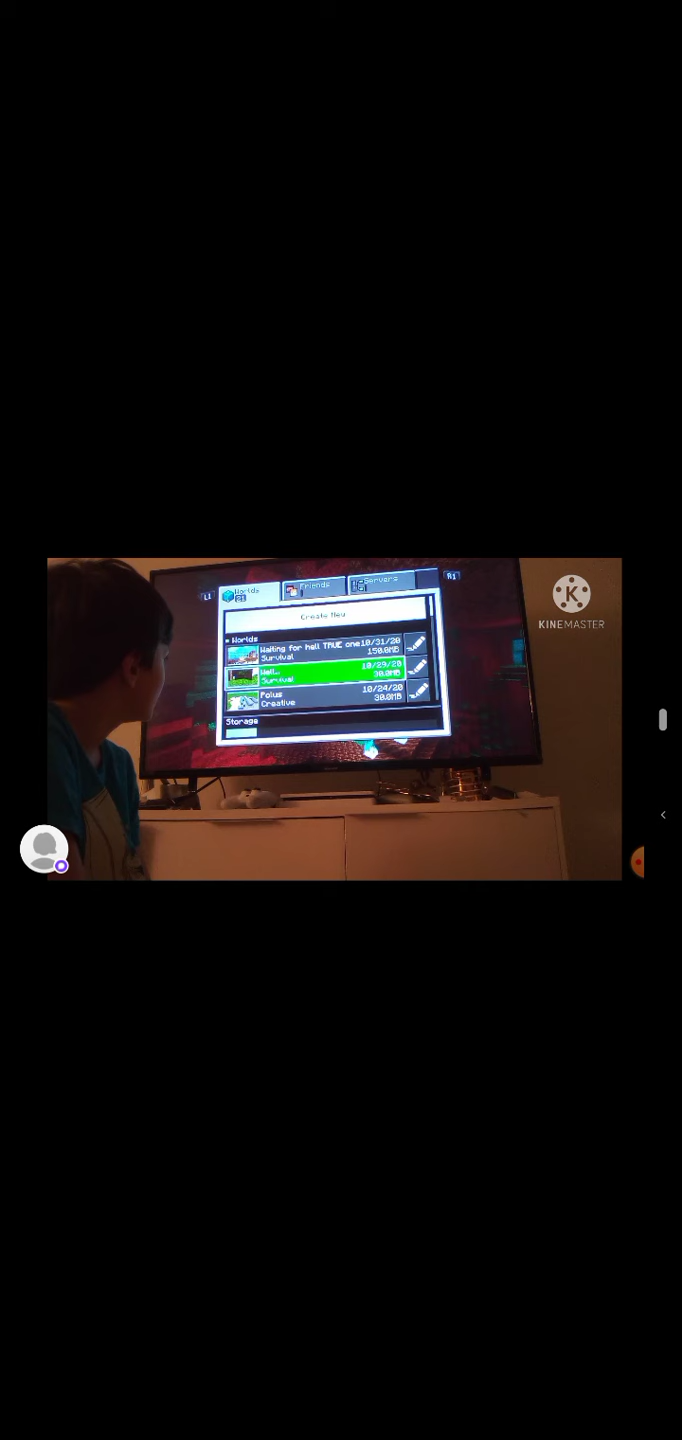 L1
Worlds
21
Friends
Servers
R1
Create New
Worlds
Waiting for hell TRUE one 10/31/20
Survival 150.0MB
10/29/20
Survival 30.0MB
Polus 10/24/20
Creative 30.0MB
Storage
K
KINEMASTER